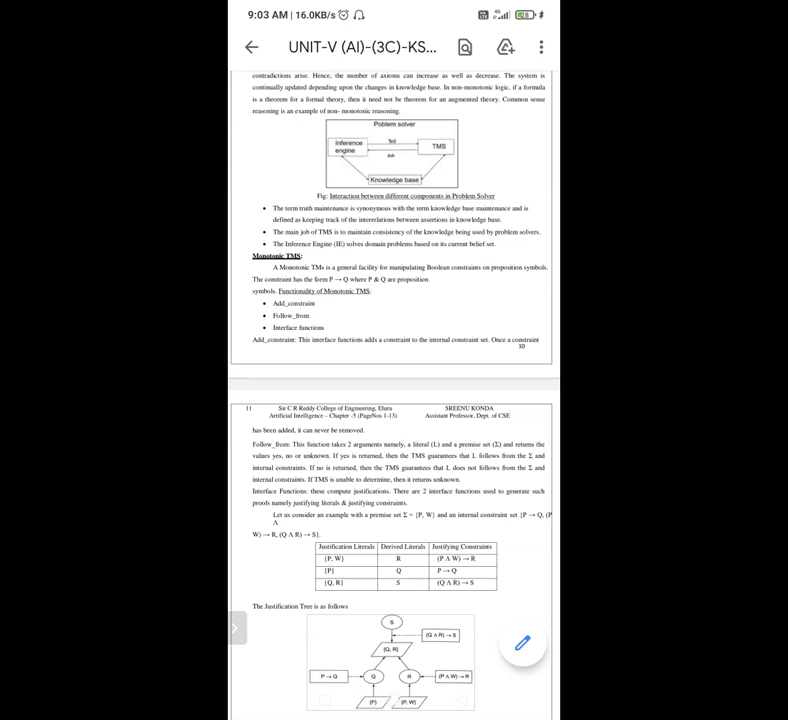 9:03 AM | 16.0KB/s
4G
28
UNIT-V (AI)-(3C)-KS...
contradictions arise. Hence, the number of axioms can increase as well as decrease. The system is
continually updated depending upon the changes in knowledge base. In non-monotonic logic, if a formula
is a theorem for a formal theory, then it need not be theorem for an augmented theory. Common sense
reasoning is an example of non- monotonic reasoning.
Poblem solver
Inference
engine
Tell
Ask
TMS
Knowledge base
Fig: Interaction between different components in Problem Solver
• The term truth maintenance is synonymous with the term knowledge base maintenance and is
defined as keeping track of the interrelations between assertions in knowledge base.
• The main job of TMS is to maintain consistency of the knowledge being used by problem solvers.
• The Inference Engine (IE) solves domain problems based on its current belief set.
Monotonic TMS:
A Monotonic TMs is a general facility for manipulating Boolean constraints on proposition symbols.
The constraint has the form P → Q where P & Q are proposition
symbols. Functionality of Monotonic TMS:
• Add_constraint
• Follow_from
• Interface functions
Add_constraint: This interface functions adds a constraint to the internal constraint set. Once a constraint
10
11 Sir C R Reddy College of Engineering, Eluru SREENU KONDA
Artificial Intelligence – Chapter -5 (PageNos 1-13) Assistant Professor, Dept. of CSE
has been added, it can never be removed.
Follow_from: This function takes 2 arguments namely, a literal (L) and a premise set (Σ) and returns the
values yes, no or unknown. If yes is returned, then the TMS guarantees that L follows from the Σ and
internal constraints. If no is returned, then the TMS guarantees that L does not follows from the Σ and
internal constraints. If TMS is unable to determine, then it returns unknown.
Interface Functions: these compute justifications. There are 2 interface functions used to generate such
proofs namely justifying literals & justifying constraints.
Let us consider an example with a premise set Σ = {P, W} and an internal constraint set {P → Q, (P
Λ
W) → R, (Q Λ R) → S}.
Justification Literals Derived Literals Justifying Constraints
{P, W} R (P Λ W) → R
{P} Q P → Q
{Q, R} S (Q Λ R) → S
The Justification Tree is as follows
S
(Q Λ R) → S
{Q, R}
P → Q
Q
R
(P Λ W) → R
{P}
{P, W}